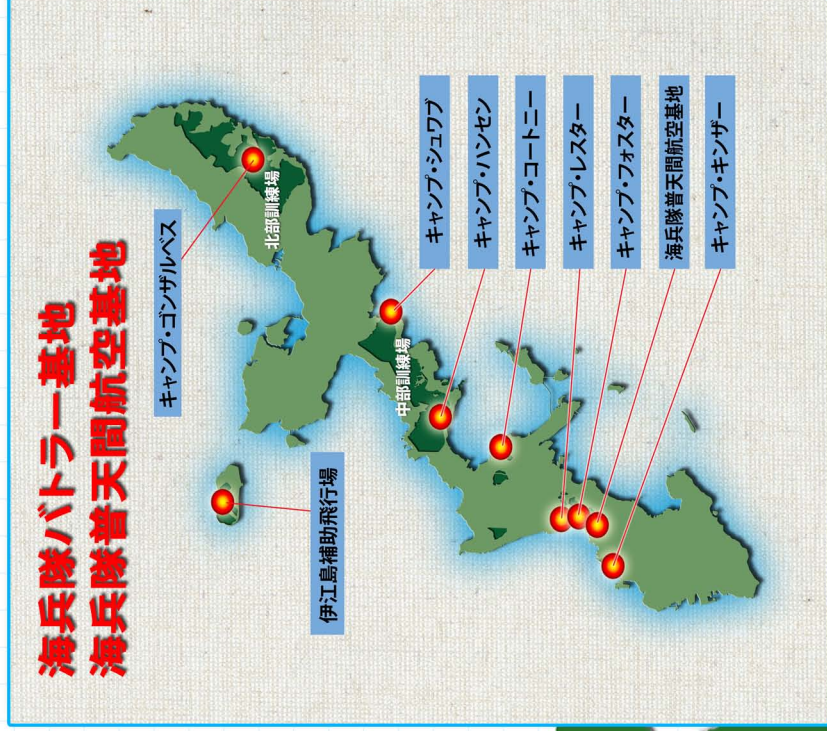 海兵隊バトラー基地
海兵隊普天間航空基地
キャンプ・ゴンザルベス
北部訓練場
伊江島補助飛行場
中部訓練場
キャンプ・シュワブ
キャンプ・ハンセン
キャンプ・コートニー
キャンプ・レスター
キャンプ・フォスター
海兵隊普天間航空基地
キャンプ・キンザー